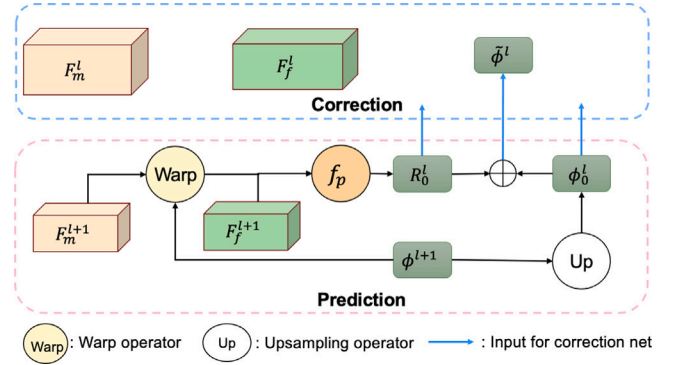 F_m^l
F_f^l
ϕ̃^l
Correction
Warp
f_p
R_0^l
ϕ_0^l
F_m^{l+1}
F_f^{l+1}
ϕ^{l+1}
Up
Prediction
Warp : Warp operator
Up : Upsampling operator
: Input for correction net